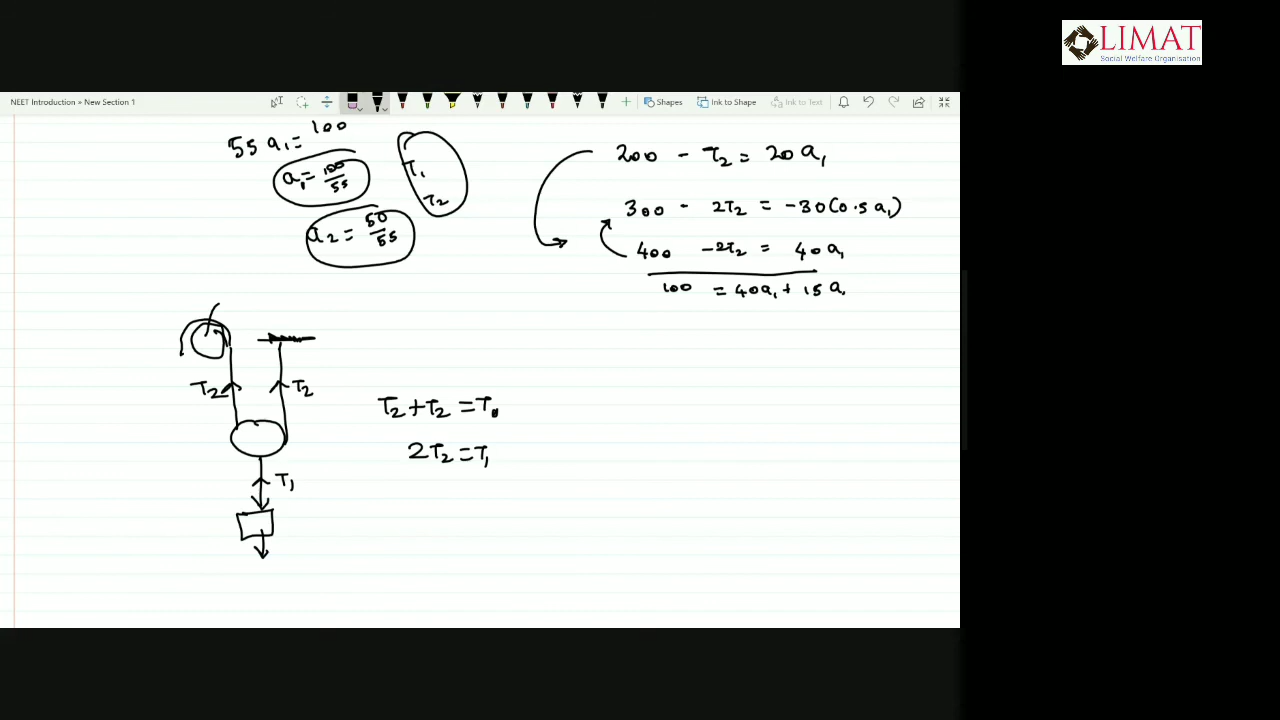 LIMAT
Social Welfare Organisation
NEET Introduction » New Section 1
Shapes
Ink to Shape
Ink to Text
55 a₁ = 100
a₁ = 100/55
a₂ = 50/55
T₁
T₂
200 - T₂ = 20 a₁
300 - 2T₂ = -30(0.5 a₁)
400 - 2T₂ = 40 a₁
100 = 40a₁ + 15 a₁
T₂
T₂
T₂ + T₂ = T
2T₂ = T₁
T₁